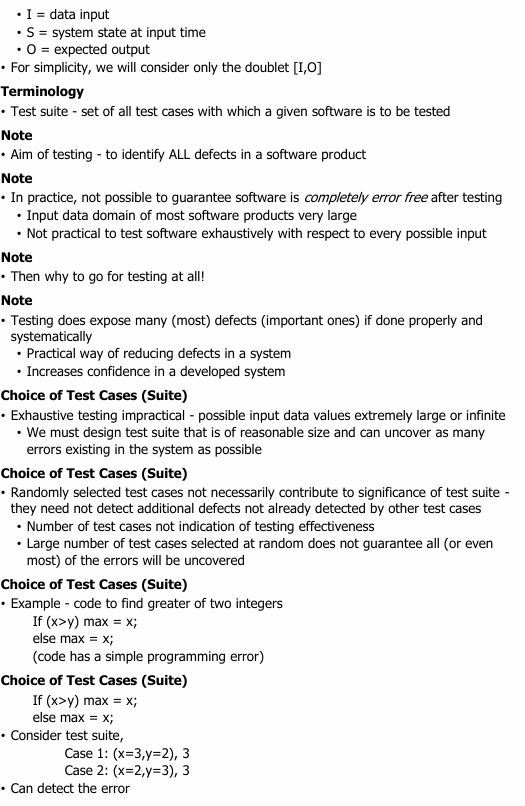 • I = data input
• S = system state at input time
• O = expected output
• For simplicity, we will consider only the doublet [I,O]
Terminology
• Test suite - set of all test cases with which a given software is to be tested
Note
• Aim of testing - to identify ALL defects in a software product
Note
• In practice, not possible to guarantee software is completely error free after testing
• Input data domain of most software products very large
• Not practical to test software exhaustively with respect to every possible input
Note
• Then why to go for testing at all!
Note
• Testing does expose many (most) defects (important ones) if done properly and
systematically
• Practical way of reducing defects in a system
• Increases confidence in a developed system
Choice of Test Cases (Suite)
• Exhaustive testing impractical - possible input data values extremely large or infinite
• We must design test suite that is of reasonable size and can uncover as many
errors existing in the system as possible
Choice of Test Cases (Suite)
• Randomly selected test cases not necessarily contribute to significance of test suite -
they need not detect additional defects not already detected by other test cases
• Number of test cases not indication of testing effectiveness
• Large number of test cases selected at random does not guarantee all (or even
most) of the errors will be uncovered
Choice of Test Cases (Suite)
• Example - code to find greater of two integers
If (x>y) max = x;
else max = x;
(code has a simple programming error)
Choice of Test Cases (Suite)
If (x>y) max = x;
else max = x;
• Consider test suite,
Case 1: (x=3,y=2), 3
Case 2: (x=2,y=3), 3
• Can detect the error